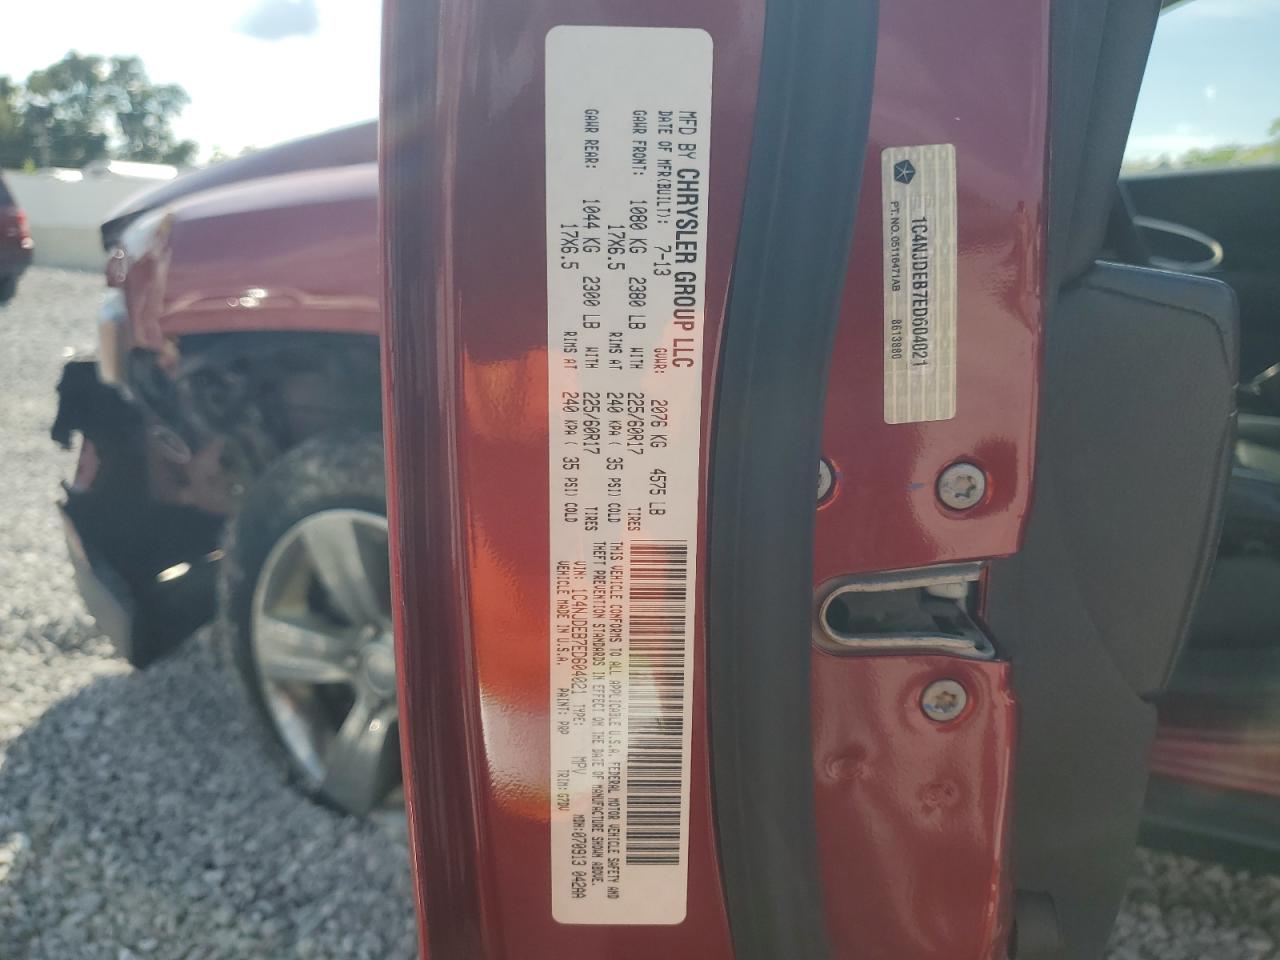 MFD BY CHRYSLER GROUP LLC
DATE OF MFR(BUILT): 7-13 GVWR: 2076 KG 4575 LB
GAWR FRONT: 1080 KG 2380 LB WITH 225/60R17 TIRES
17X6.5 RIMS AT 240 KPA ( 35 PSI) COLD
GAWR REAR: 1044 KG 2300 LB WITH 225/60R17 TIRES
17X6.5 RIMS AT 240 KPA ( 35 PSI) COLD
THIS VEHICLE CONFORMS TO ALL APPLICABLE U.S.A. FEDERAL MOTOR VEHICLE SAFETY AND
THEFT PREVENTION STANDARDS IN EFFECT ON THE DATE OF MANUFACTURE SHOWN ABOVE.
VIN: 1C4NJDEB7ED604021 TYPE: MPV MDH:070913 042AA
VEHICLE MADE IN U.S.A. PAINT: PRP TRIM: G7DV
1C4NJDEB7ED604021
PT. NO. 05116471AB 8613880